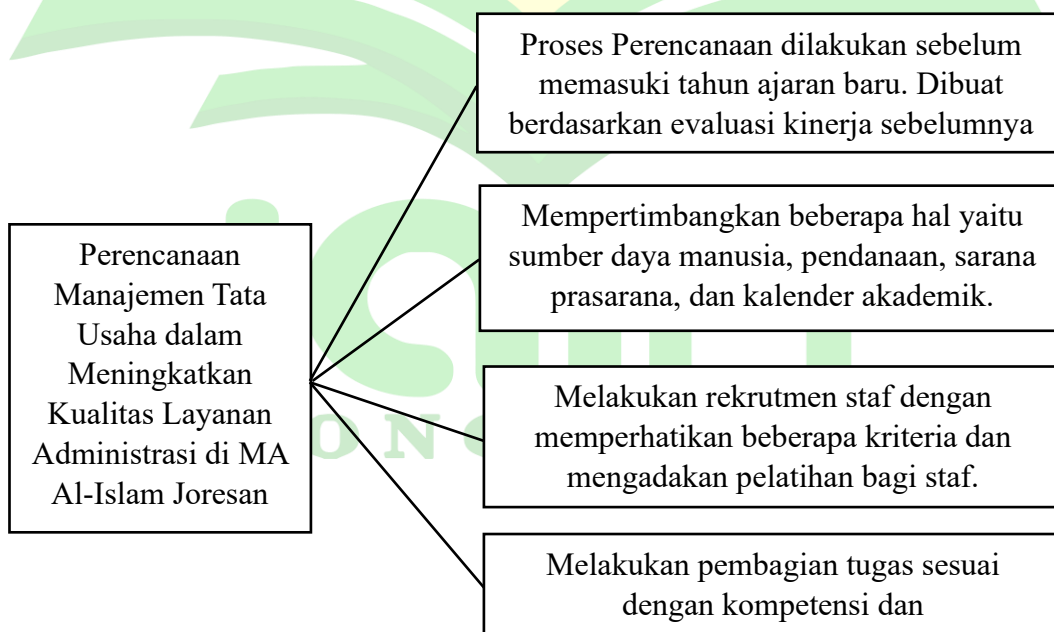 Perencanaan
Manajemen Tata
Usaha dalam
Meningkatkan
Kualitas Layanan
Administrasi di MA
Al-Islam Joresan
Proses Perencanaan dilakukan sebelum
memasuki tahun ajaran baru. Dibuat
berdasarkan evaluasi kinerja sebelumnya
Mempertimbangkan beberapa hal yaitu
sumber daya manusia, pendanaan, sarana
prasarana, dan kalender akademik.
Melakukan rekrutmen staf dengan
memperhatikan beberapa kriteria dan
mengadakan pelatihan bagi staf.
Melakukan pembagian tugas sesuai
dengan kompetensi dan